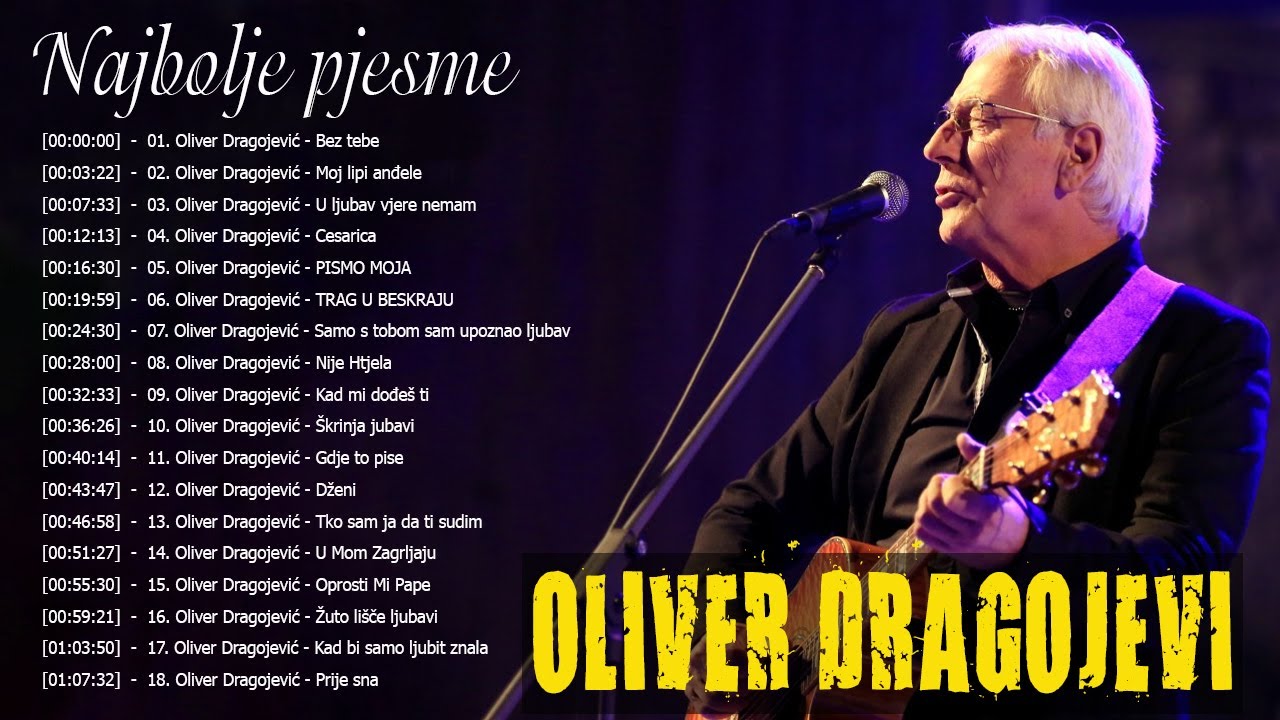 Najbolje pjesme
[00:00:00] - 01. Oliver Dragojević - Bez tebe
[00:03:22] - 02. Oliver Dragojević - Moj lipi anđele
[00:07:33] - 03. Oliver Dragojević - U ljubav vjere nemam
[00:12:13] - 04. Oliver Dragojević - Cesarica
[00:16:30] - 05. Oliver Dragojević - PISMO MOJA
[00:19:59] - 06. Oliver Dragojević - TRAG U BESKRAJU
[00:24:30] - 07. Oliver Dragojević - Samo s tobom sam upoznao ljubav
[00:28:00] - 08. Oliver Dragojević - Nije Htjela
[00:32:33] - 09. Oliver Dragojević - Kad mi dođeš ti
[00:36:26] - 10. Oliver Dragojević - Škrinja jubavi
[00:40:14] - 11. Oliver Dragojević - Gdje to pise
[00:43:47] - 12. Oliver Dragojević - Dženi
[00:46:58] - 13. Oliver Dragojević - Tko sam ja da ti sudim
[00:51:27] - 14. Oliver Dragojević - U Mom Zagrljaju
[00:55:30] - 15. Oliver Dragojević - Oprosti Mi Pape
[00:59:21] - 16. Oliver Dragojević - Žuto lišče ljubavi
[01:03:50] - 17. Oliver Dragojević - Kad bi samo ljubit znala
[01:07:32] - 18. Oliver Dragojević - Prije sna
OLIVER DRAGOJEVI